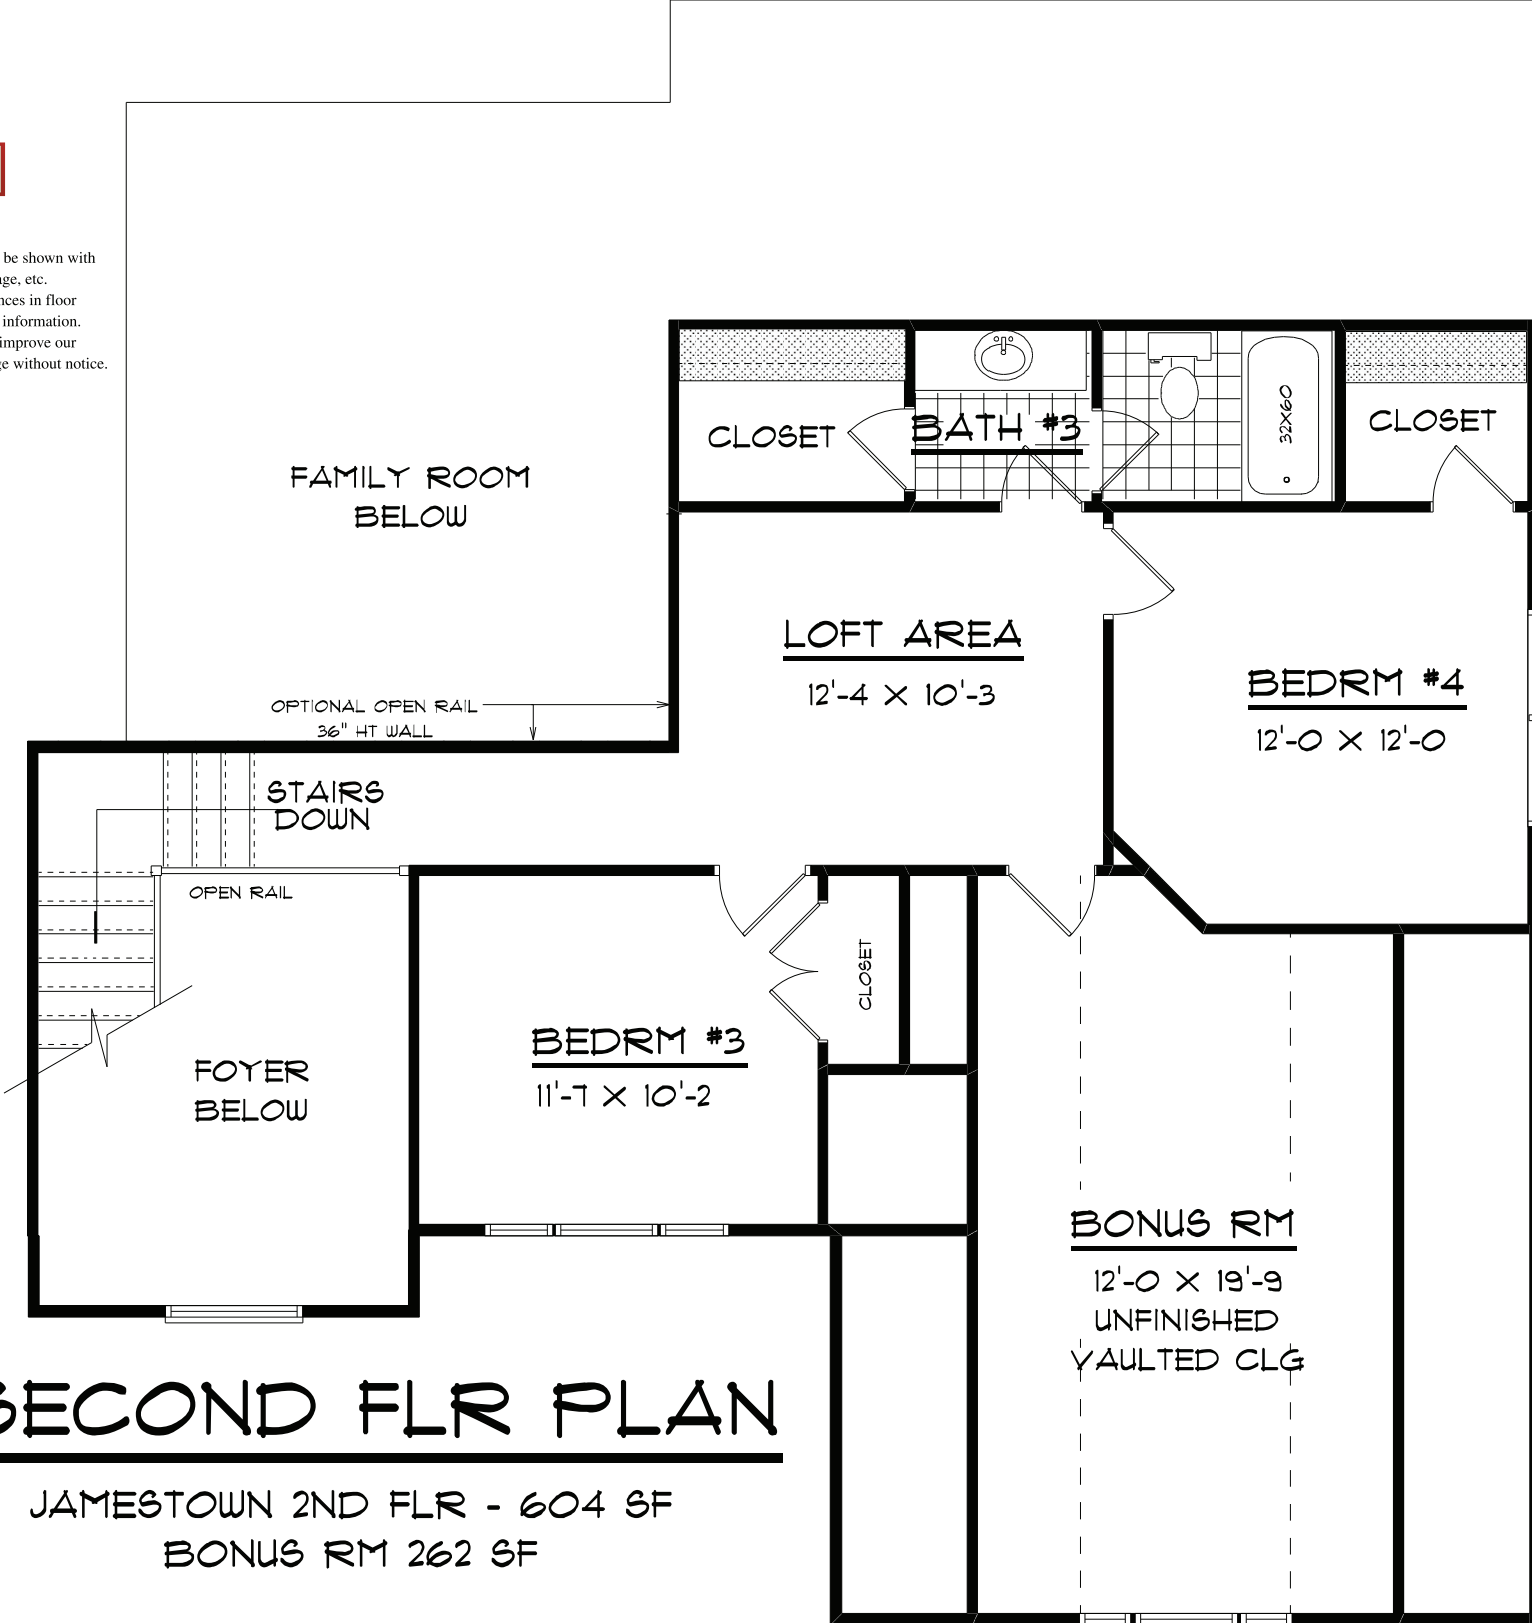 be shown with
age, etc.
nces in floor
information.
improve our
ge without notice.
FAMILY ROOM
BELOW
CLOSET
BATH #3
32X60
CLOSET
LOFT AREA
12'-4 X 10'-3
BEDRM #4
12'-0 X 12'-0
OPTIONAL OPEN RAIL
36" HT WALL
STAIRS
DOWN
OPEN RAIL
CLOSET
BEDRM #3
11'-7 X 10'-2
FOYER
BELOW
BONUS RM
12'-0 X 19'-9
UNFINISHED
VAULTED CLG
SECOND FLR PLAN
JAMESTOWN 2ND FLR - 604 SF
BONUS RM 262 SF